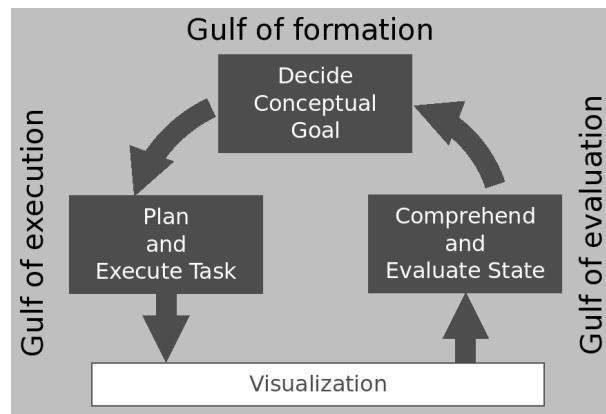 Gulf of formation
Decide
Conceptual
Goal
Gulf of execution
Plan
and
Execute Task
Comprehend
and
Evaluate State
Gulf of evaluation
Visualization